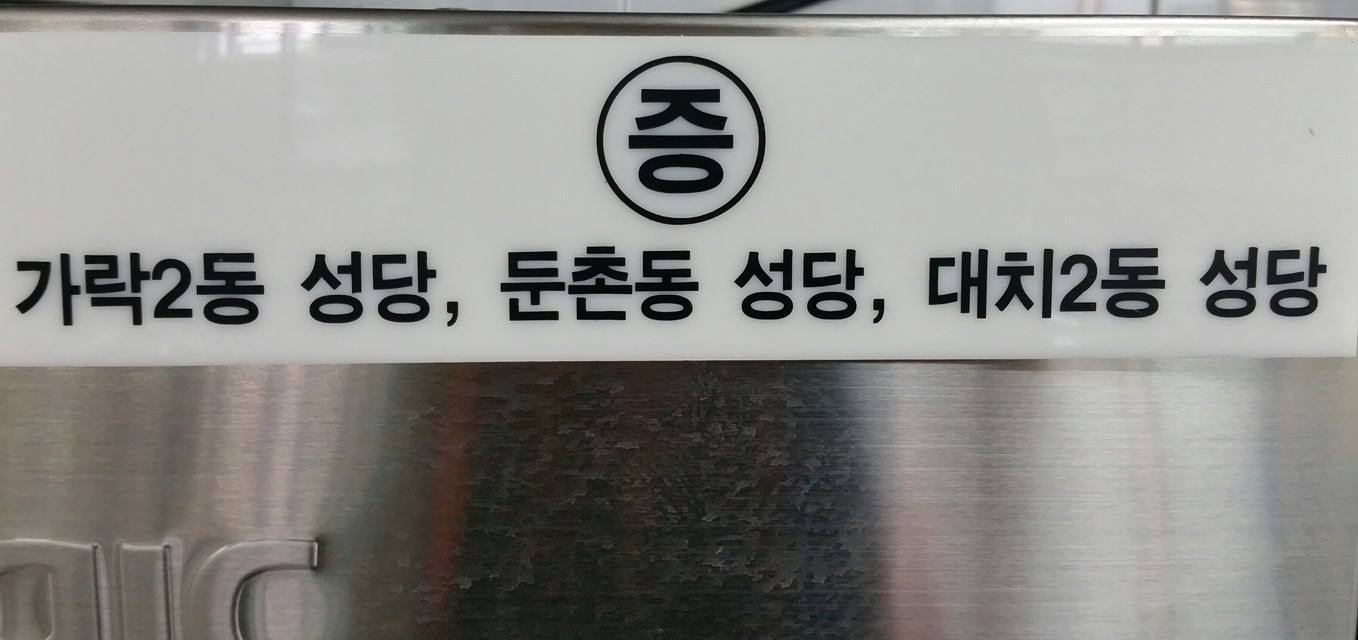 증
가락2동 성당, 둔촌동 성당, 대치2동 성당